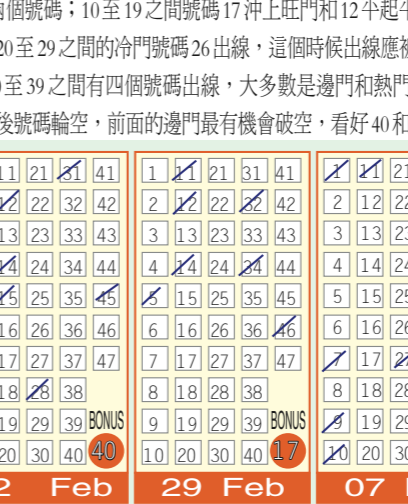 兩個號碼；10至19之間號碼17沖上旺門和12平起牛
20至29之間的冷門號碼26出線，這個時候出線應被
至39之間有四個號碼出線，大多數是邊門和熱門
後號碼輪空，前面的邊門最有機會破空，看好40和
11 21 31 41
12 22 32 42
13 23 33 43
14 24 34 44
15 25 35 45
16 26 36 46
17 27 37 47
18 28 38
19 29 39 BONUS
20 30 40 40
2 Feb
1 11 21 31 41
2 12 22 32 42
3 13 23 33 43
4 14 24 34 44
5 15 25 35 45
6 16 26 36 46
7 17 27 37 47
8 18 28 38
9 19 29 39 BONUS
10 20 30 40 17
29 Feb
1 11 21
2 12 22
3 13 23
4 14 24
5 15 25
6 16 26
7 17 27
8 18 28
9 19 29
10 20 30
07